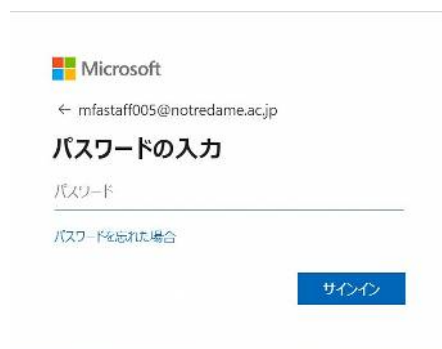 Microsoft
← mfastaff005@notredame.ac.jp
パスワードの入力
パスワード
パスワードを忘れた場合
サインイン